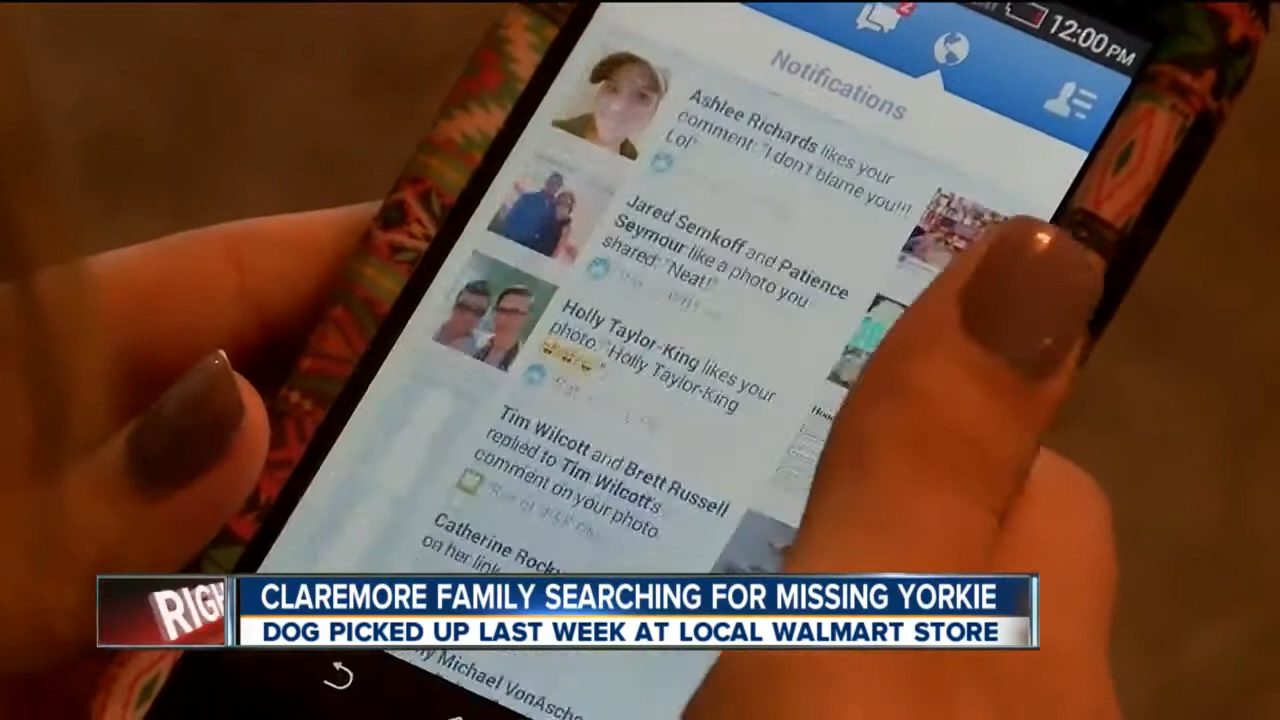 12:00 PM
2
Notifications
Ashlee Richards likes your
comment: "I don't blame you!!!
Lol"
Jared Semkoff and Patience
Seymour like a photo you
shared: "Neat!"
Holly Taylor-King likes your
photo: "Holly Taylor-King
Tim Wilcott and Brett Russell
replied to Tim Wilcott's
comment on your photo.
Catherine Rocky
on her link
RIGH
CLAREMORE FAMILY SEARCHING FOR MISSING YORKIE
DOG PICKED UP LAST WEEK AT LOCAL WALMART STORE
Michael VonAsche